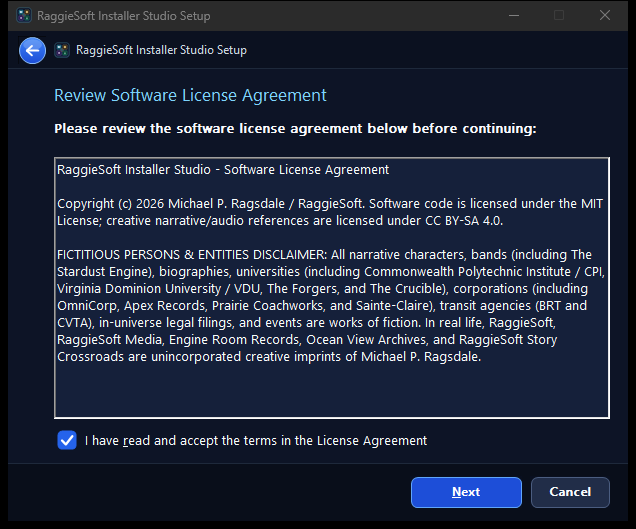 RaggieSoft Installer Studio Setup
RaggieSoft Installer Studio Setup
Review Software License Agreement
Please review the software license agreement below before continuing:
RaggieSoft Installer Studio - Software License Agreement
Copyright (c) 2026 Michael P. Ragsdale / RaggieSoft. Software code is licensed under the MIT
License; creative narrative/audio references are licensed under CC BY-SA 4.0.
FICTITIOUS PERSONS & ENTITIES DISCLAIMER: All narrative characters, bands (including The
Stardust Engine), biographies, universities (including Commonwealth Polytechnic Institute / CPI,
Virginia Dominion University / VDU, The Forgers, and The Crucible), corporations (including
OmniCorp, Apex Records, Prairie Coachworks, and Sainte-Claire), transit agencies (BRT and
CVTA), in-universe legal filings, and events are works of fiction. In real life, RaggieSoft,
RaggieSoft Media, Engine Room Records, Ocean View Archives, and RaggieSoft Story
Crossroads are unincorporated creative imprints of Michael P. Ragsdale.
I have read and accept the terms in the License Agreement
Next
Cancel